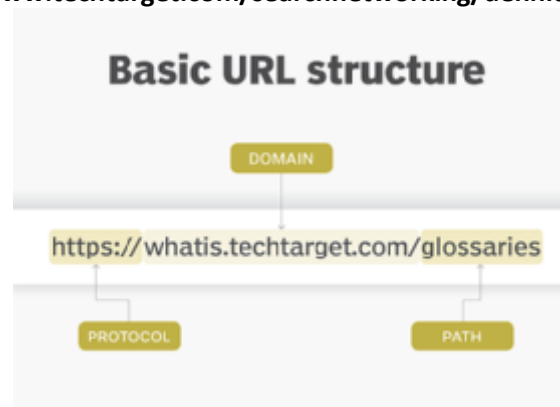 Basic URL structure
DOMAIN
https://whatis.techtarget.com/glossaries
PROTOCOL
PATH